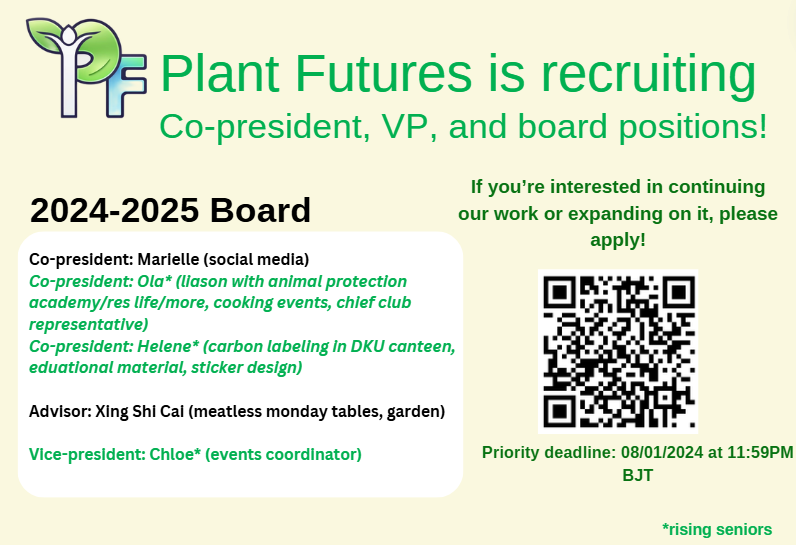 PF
Plant Futures is recruiting
Co-president, VP, and board positions!
If you're interested in continuing
our work or expanding on it, please
apply!
2024-2025 Board
Co-president: Marielle (social media)
Co-president: Ola* (liason with animal protection
academy/res life/more, cooking events, chief club
representative)
Co-president: Helene* (carbon labeling in DKU canteen,
eduational material, sticker design)
Advisor: Xing Shi Cai (meatless monday tables, garden)
Vice-president: Chloe* (events coordinator)
Priority deadline: 08/01/2024 at 11:59PM
BJT
*rising seniors